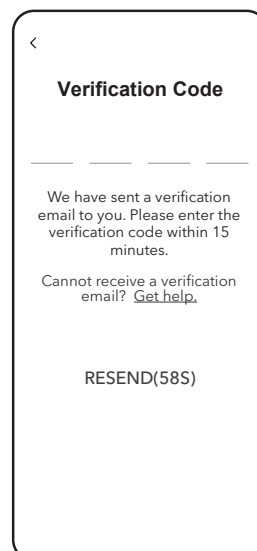 Verification Code
We have sent a verification
email to you. Please enter the
verification code within 15
minutes.
Cannot receive a verification
email? Get help.
RESEND(58S)